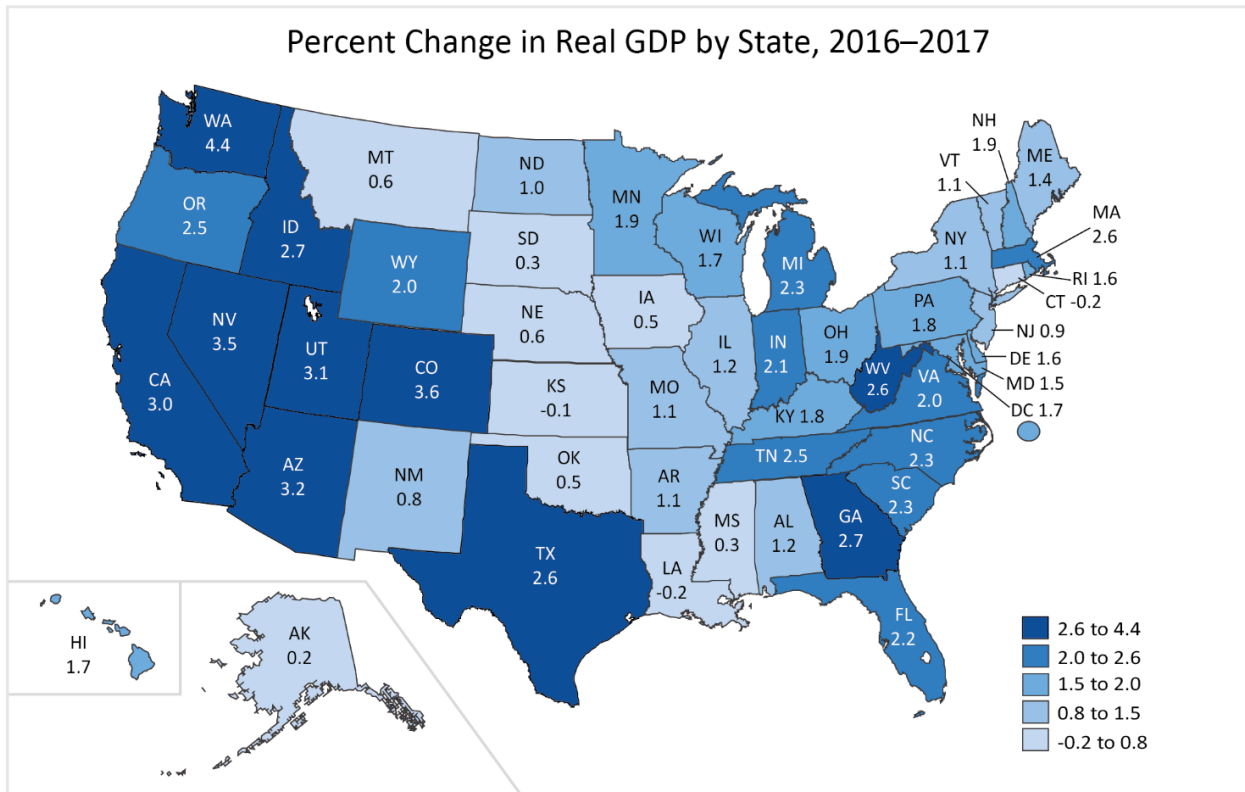 Percent Change in Real GDP by State, 2016–2017
WA
4.4
MT
0.6
ND
1.0
MN
1.9
NH
1.9
VT
1.1
ME
1.4
OR
2.5
ID
2.7
WY
2.0
SD
0.3
WI
1.7
MI
2.3
NY
1.1
MA
2.6
RI 1.6
CT -0.2
NV
3.5
UT
3.1
CO
3.6
NE
0.6
IA
0.5
IL
1.2
IN
2.1
OH
1.9
PA
1.8
NJ 0.9
DE 1.6
MD 1.5
DC 1.7
CA
3.0
KS
-0.1
MO
1.1
KY 1.8
WV
2.6
VA
2.0
AZ
3.2
NM
0.8
OK
0.5
AR
1.1
TN 2.5
NC
2.3
SC
2.3
TX
2.6
LA
-0.2
MS
0.3
AL
1.2
GA
2.7
FL
2.2
HI
1.7
AK
0.2
2.6 to 4.4
2.0 to 2.6
1.5 to 2.0
0.8 to 1.5
-0.2 to 0.8